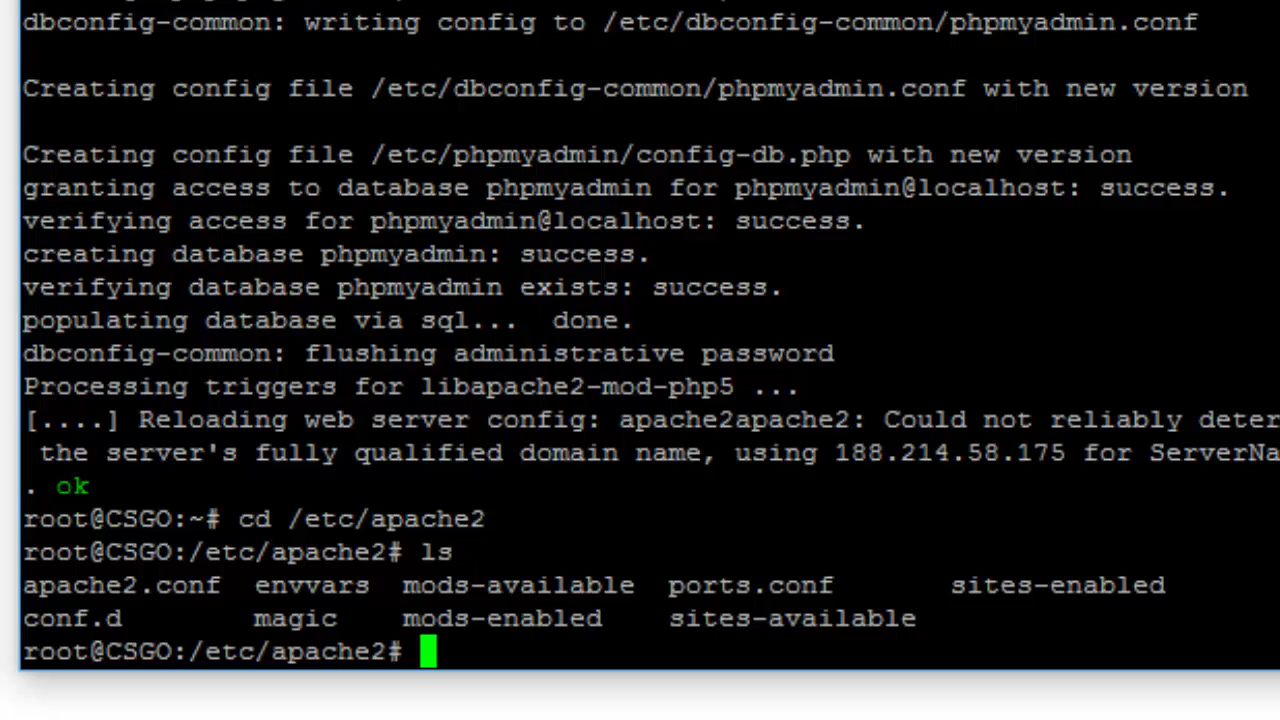 dbconfig-common: writing config to /etc/dbconfig-common/phpmyadmin.conf
Creating config file /etc/dbconfig-common/phpmyadmin.conf with new version
Creating config file /etc/phpmyadmin/config-db.php with new version
granting access to database phpmyadmin for phpmyadmin@localhost: success.
verifying access for phpmyadmin@localhost: success.
creating database phpmyadmin: success.
verifying database phpmyadmin exists: success.
populating database via sql...  done.
dbconfig-common: flushing administrative password
Processing triggers for libapache2-mod-php5 ...
[....] Reloading web server config: apache2apache2: Could not reliably deter
 the server's fully qualified domain name, using 188.214.58.175 for ServerNa
. ok
root@CSGO:~# cd /etc/apache2
root@CSGO:/etc/apache2# ls
apache2.conf  envvars  mods-available  ports.conf       sites-enabled
conf.d        magic    mods-enabled    sites-available
root@CSGO:/etc/apache2#